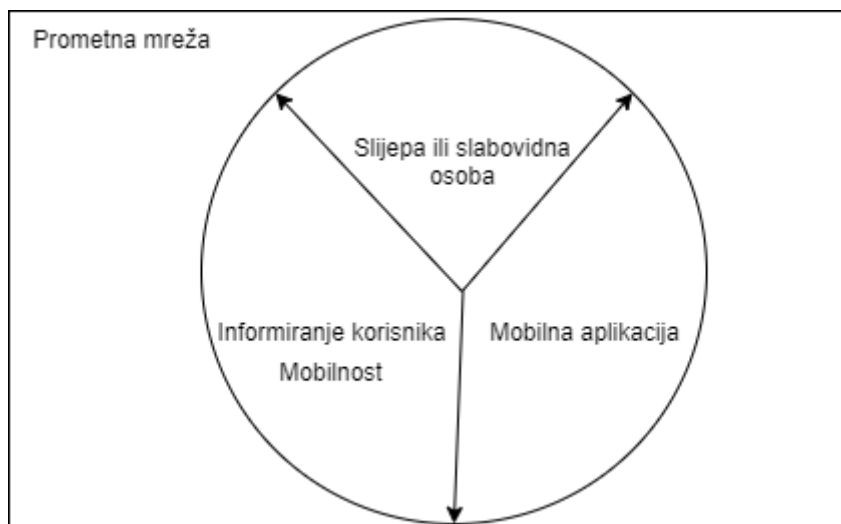 Prometna mreža
Slijepa ili slabovidna
osoba
Informiranje korisnika
Mobilnost
Mobilna aplikacija